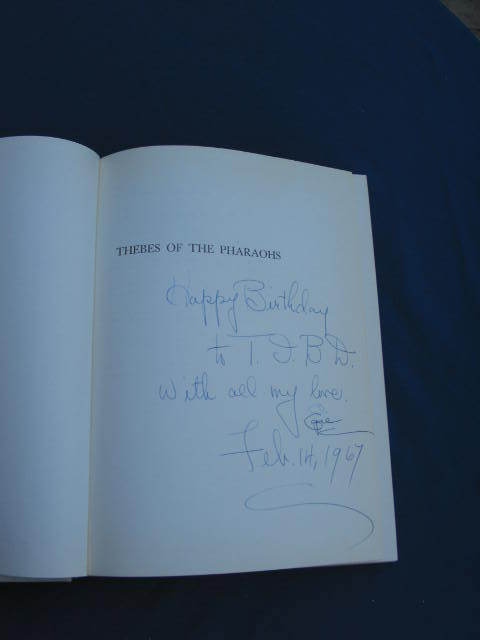 THEBES OF THE PHARAOHS
Happy Birthday
to T. D. B. D.
With all my love.
Feb. 14, 1967